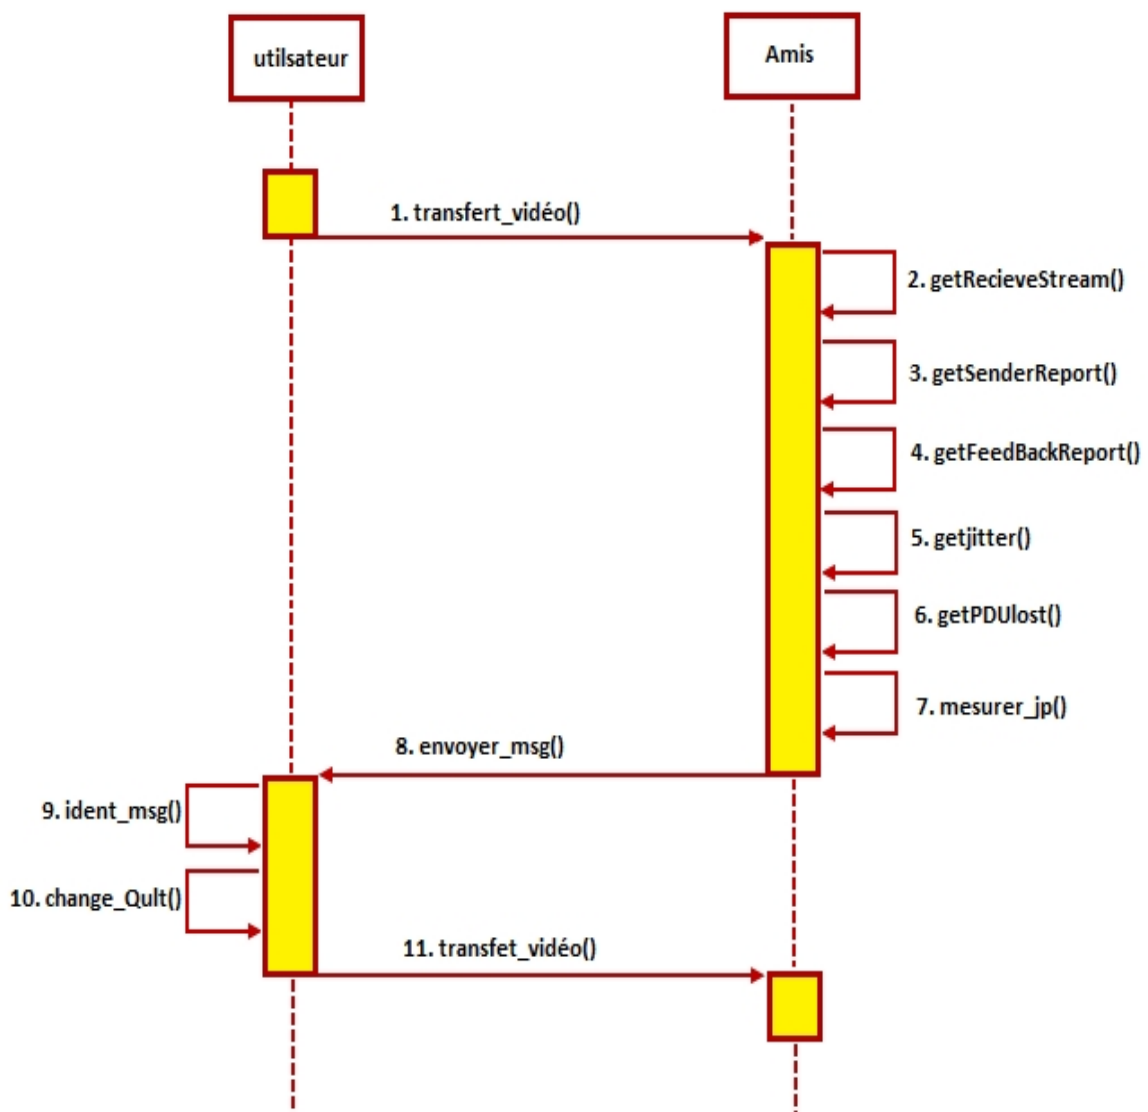 utilsateur
Amis
1. transfert_vidéo()
2. getRecieveStream()
3. getSenderReport()
4. getFeedBackReport()
5. getjitter()
6. getPDUlost()
7. mesurer_jp()
8. envoyer_msg()
9. ident_msg()
10. change_Qult()
11. transfet_vidéo()